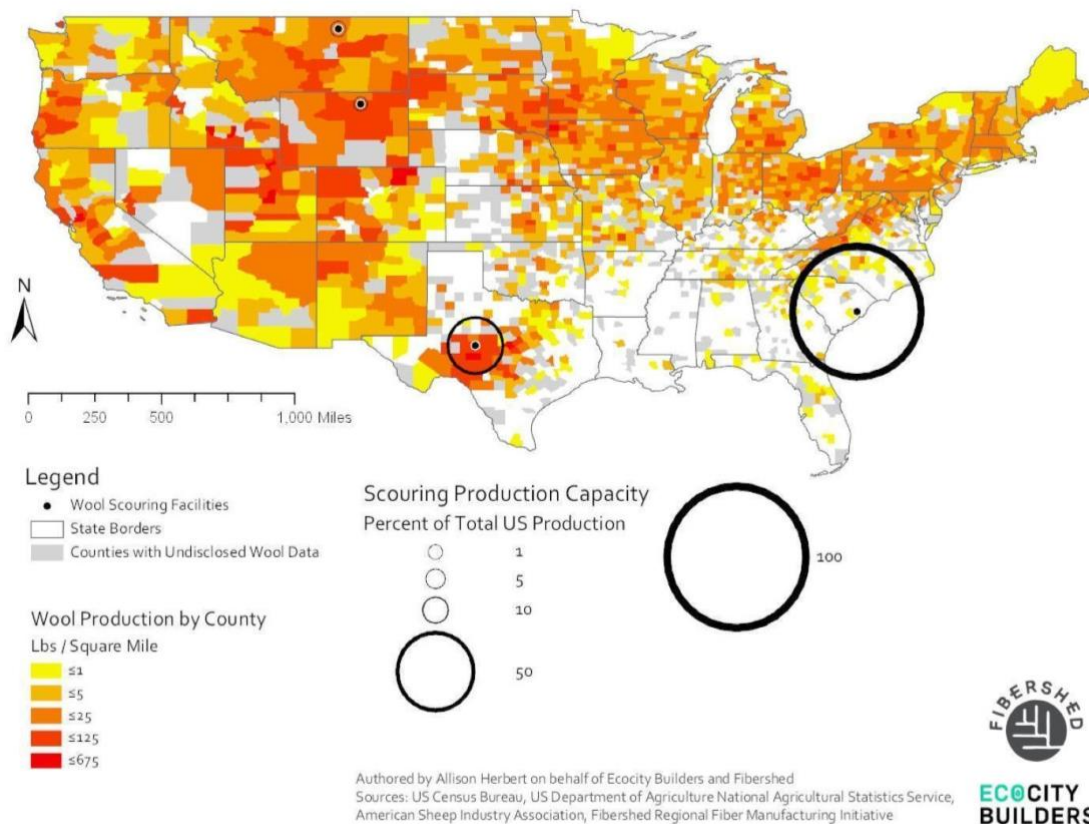 N
0 250 500 1,000 Miles
Legend
Wool Scouring Facilities
State Borders
Counties with Undisclosed Wool Data
Wool Production by County
Lbs / Square Mile
≤1
≤5
≤25
≤125
≤675
Scouring Production Capacity
Percent of Total US Production
1
5
10
50
100
Authored by Allison Herbert on behalf of Ecocity Builders and Fibershed
Sources: US Census Bureau, US Department of Agriculture National Agricultural Statistics Service,
American Sheep Industry Association, Fibershed Regional Fiber Manufacturing Initiative
FIBERSHED
ECOCITY
BUILDERS